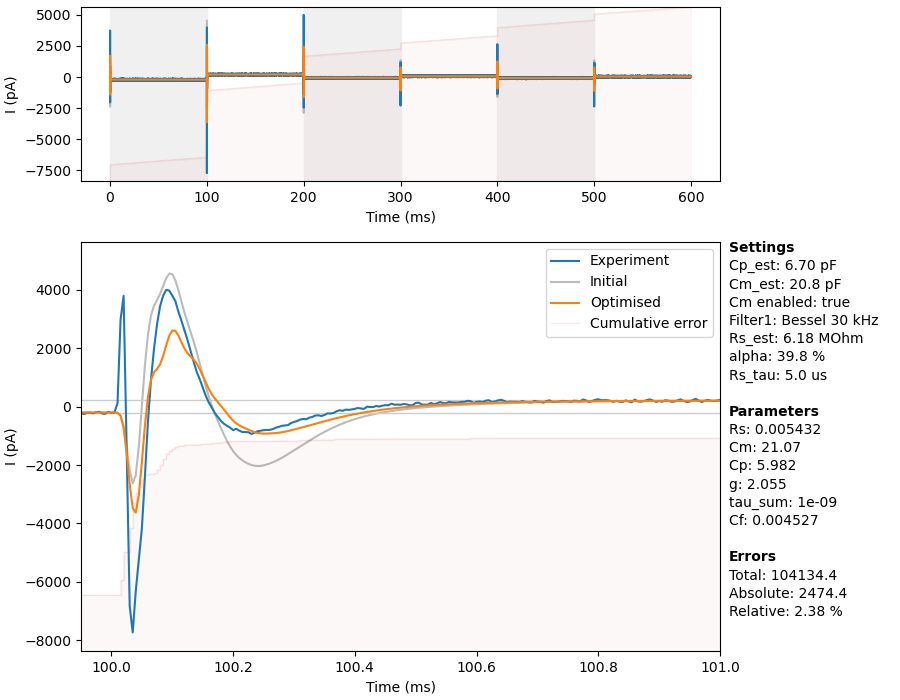 5000
2500
0
−2500
−5000
−7500
I (pA)
0 100 200 300 400 500 600
Time (ms)
4000
2000
0
−2000
−4000
−6000
−8000
I (pA)
Experiment
Initial
Optimised
Cumulative error
100.0 100.2 100.4 100.6 100.8 101.0
Time (ms)
Settings
Cp_est: 6.70 pF
Cm_est: 20.8 pF
Cm enabled: true
Filter1: Bessel 30 kHz
Rs_est: 6.18 MOhm
alpha: 39.8 %
Rs_tau: 5.0 us
Parameters
Rs: 0.005432
Cm: 21.07
Cp: 5.982
g: 2.055
tau_sum: 1e-09
Cf: 0.004527
Errors
Total: 104134.4
Absolute: 2474.4
Relative: 2.38 %